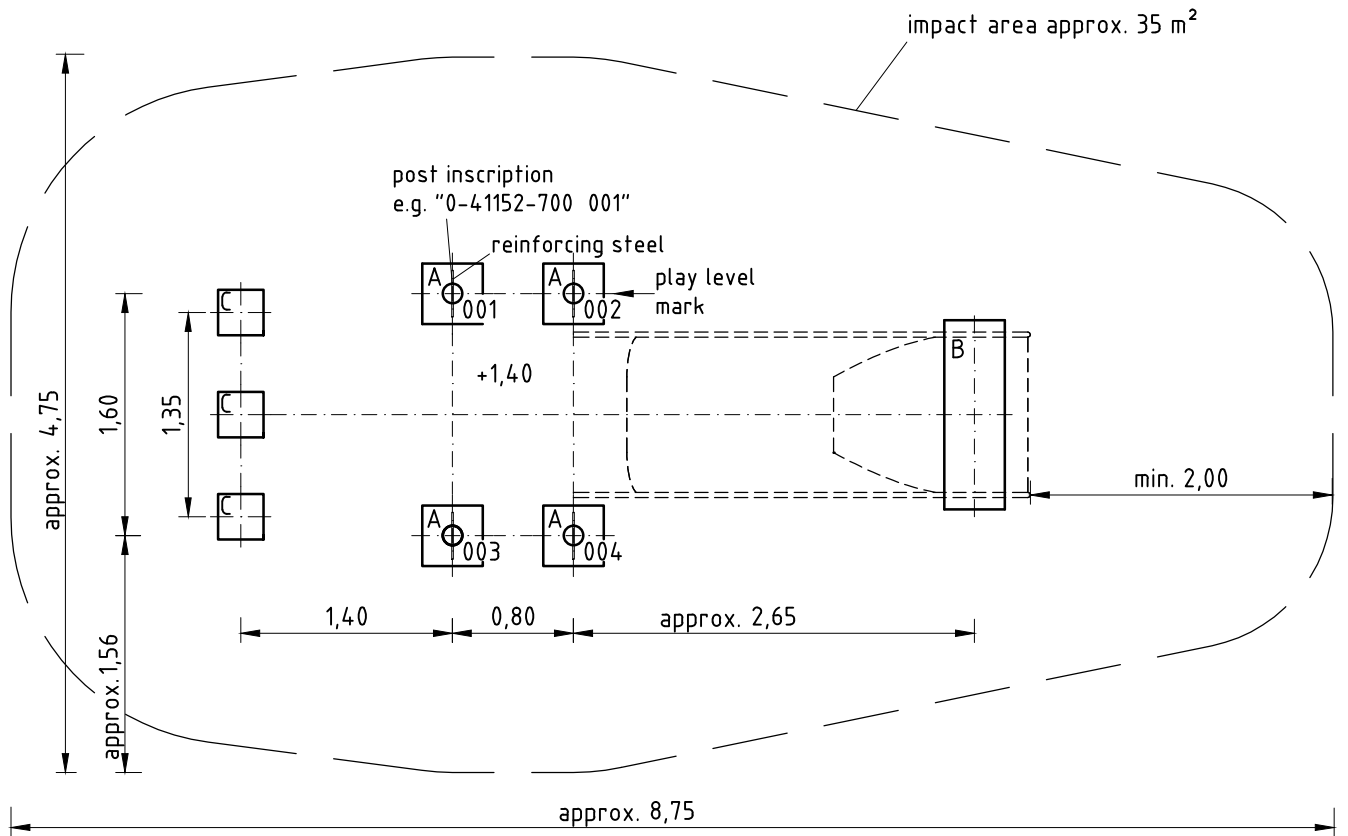 impact area approx. 35 m²
post inscription
e.g. "0-41152-700 001"
reinforcing steel
A
A
play level
mark
001
002
C
B
+1,40
C
approx. 4,75
1,60
1,35
min. 2,00
C
A
A
003
004
1,40
0,80
approx. 2,65
approx. 1,56
approx. 8,75